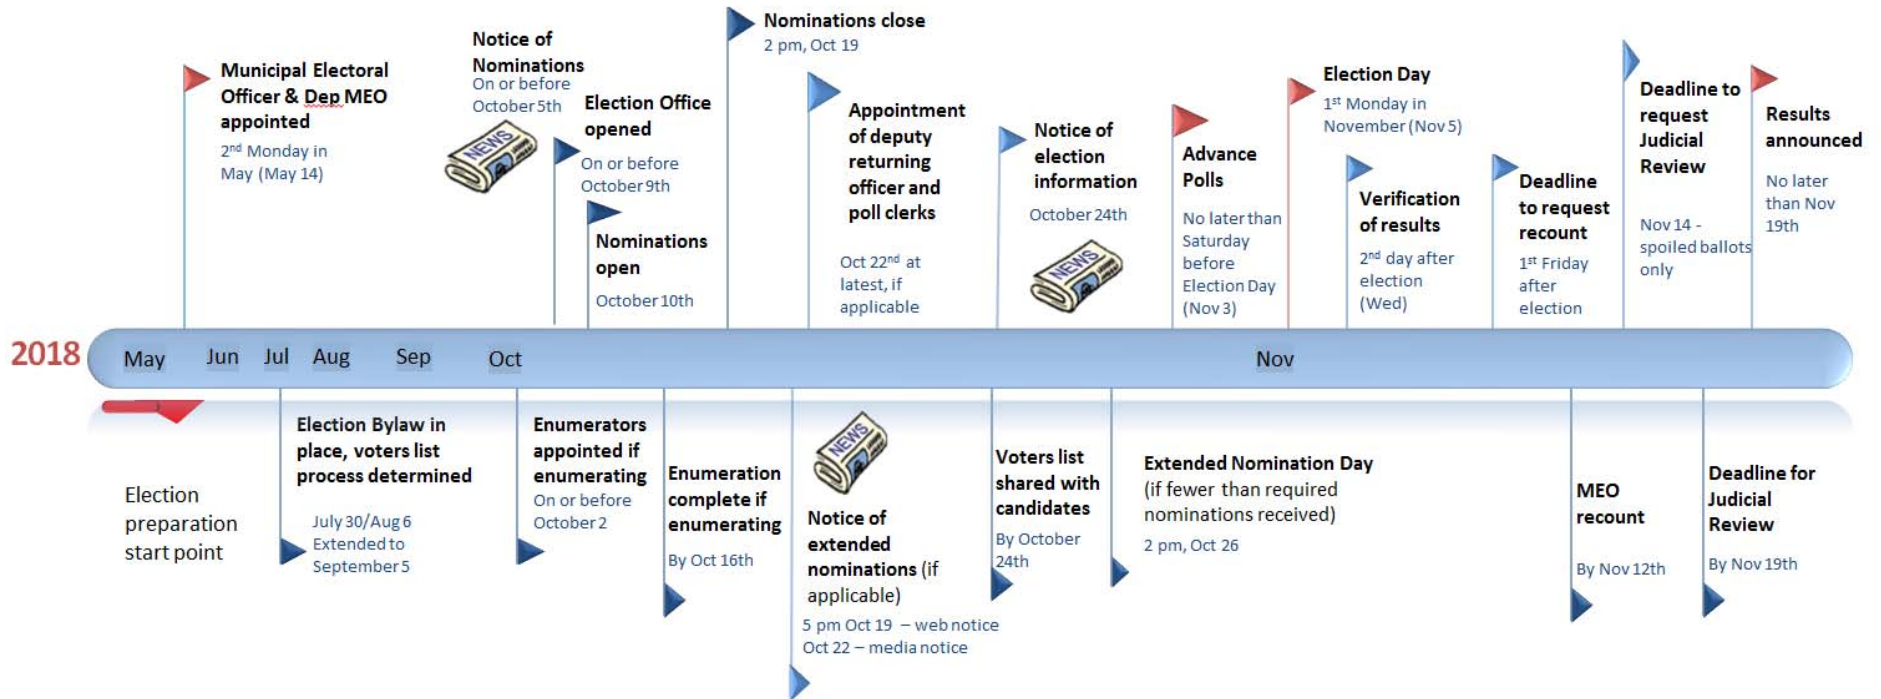 Municipal Electoral
Officer & Dep MEO
appointed
2nd Monday in
May (May 14)
Notice of
Nominations
On or before
October 5th
NEWS
Election Office
opened
On or before
October 9th
Nominations
open
October 10th
Nominations close
2 pm, Oct 19
Appointment
of deputy
returning
officer and
poll clerks
Oct 22nd at
latest, if
applicable
Notice of
election
information
October 24th
NEWS
Advance
Polls
No later than
Saturday
before
Election Day
(Nov 3)
Election Day
1st Monday in
November (Nov 5)
Verification
of results
2nd day after
election
(Wed)
Deadline
to request
recount
1st Friday
after
election
Deadline to
request
Judicial
Review
Nov 14 -
spoiled ballots
only
Results
announced
No later
than Nov
19th
2018
May Jun Jul Aug Sep Oct Nov
Election
preparation
start point
Election Bylaw in
place, voters list
process determined
July 30/Aug 6
Extended to
September 5
Enumerators
appointed if
enumerating
On or before
October 2
Enumeration
complete if
enumerating
By Oct 16th
NEWS
Notice of
extended
nominations (if
applicable)
5 pm Oct 19 – web notice
Oct 22 – media notice
Voters list
shared with
candidates
By October
24th
Extended Nomination Day
(if fewer than required
nominations received)
2 pm, Oct 26
MEO
recount
By Nov 12th
Deadline for
Judicial
Review
By Nov 19th